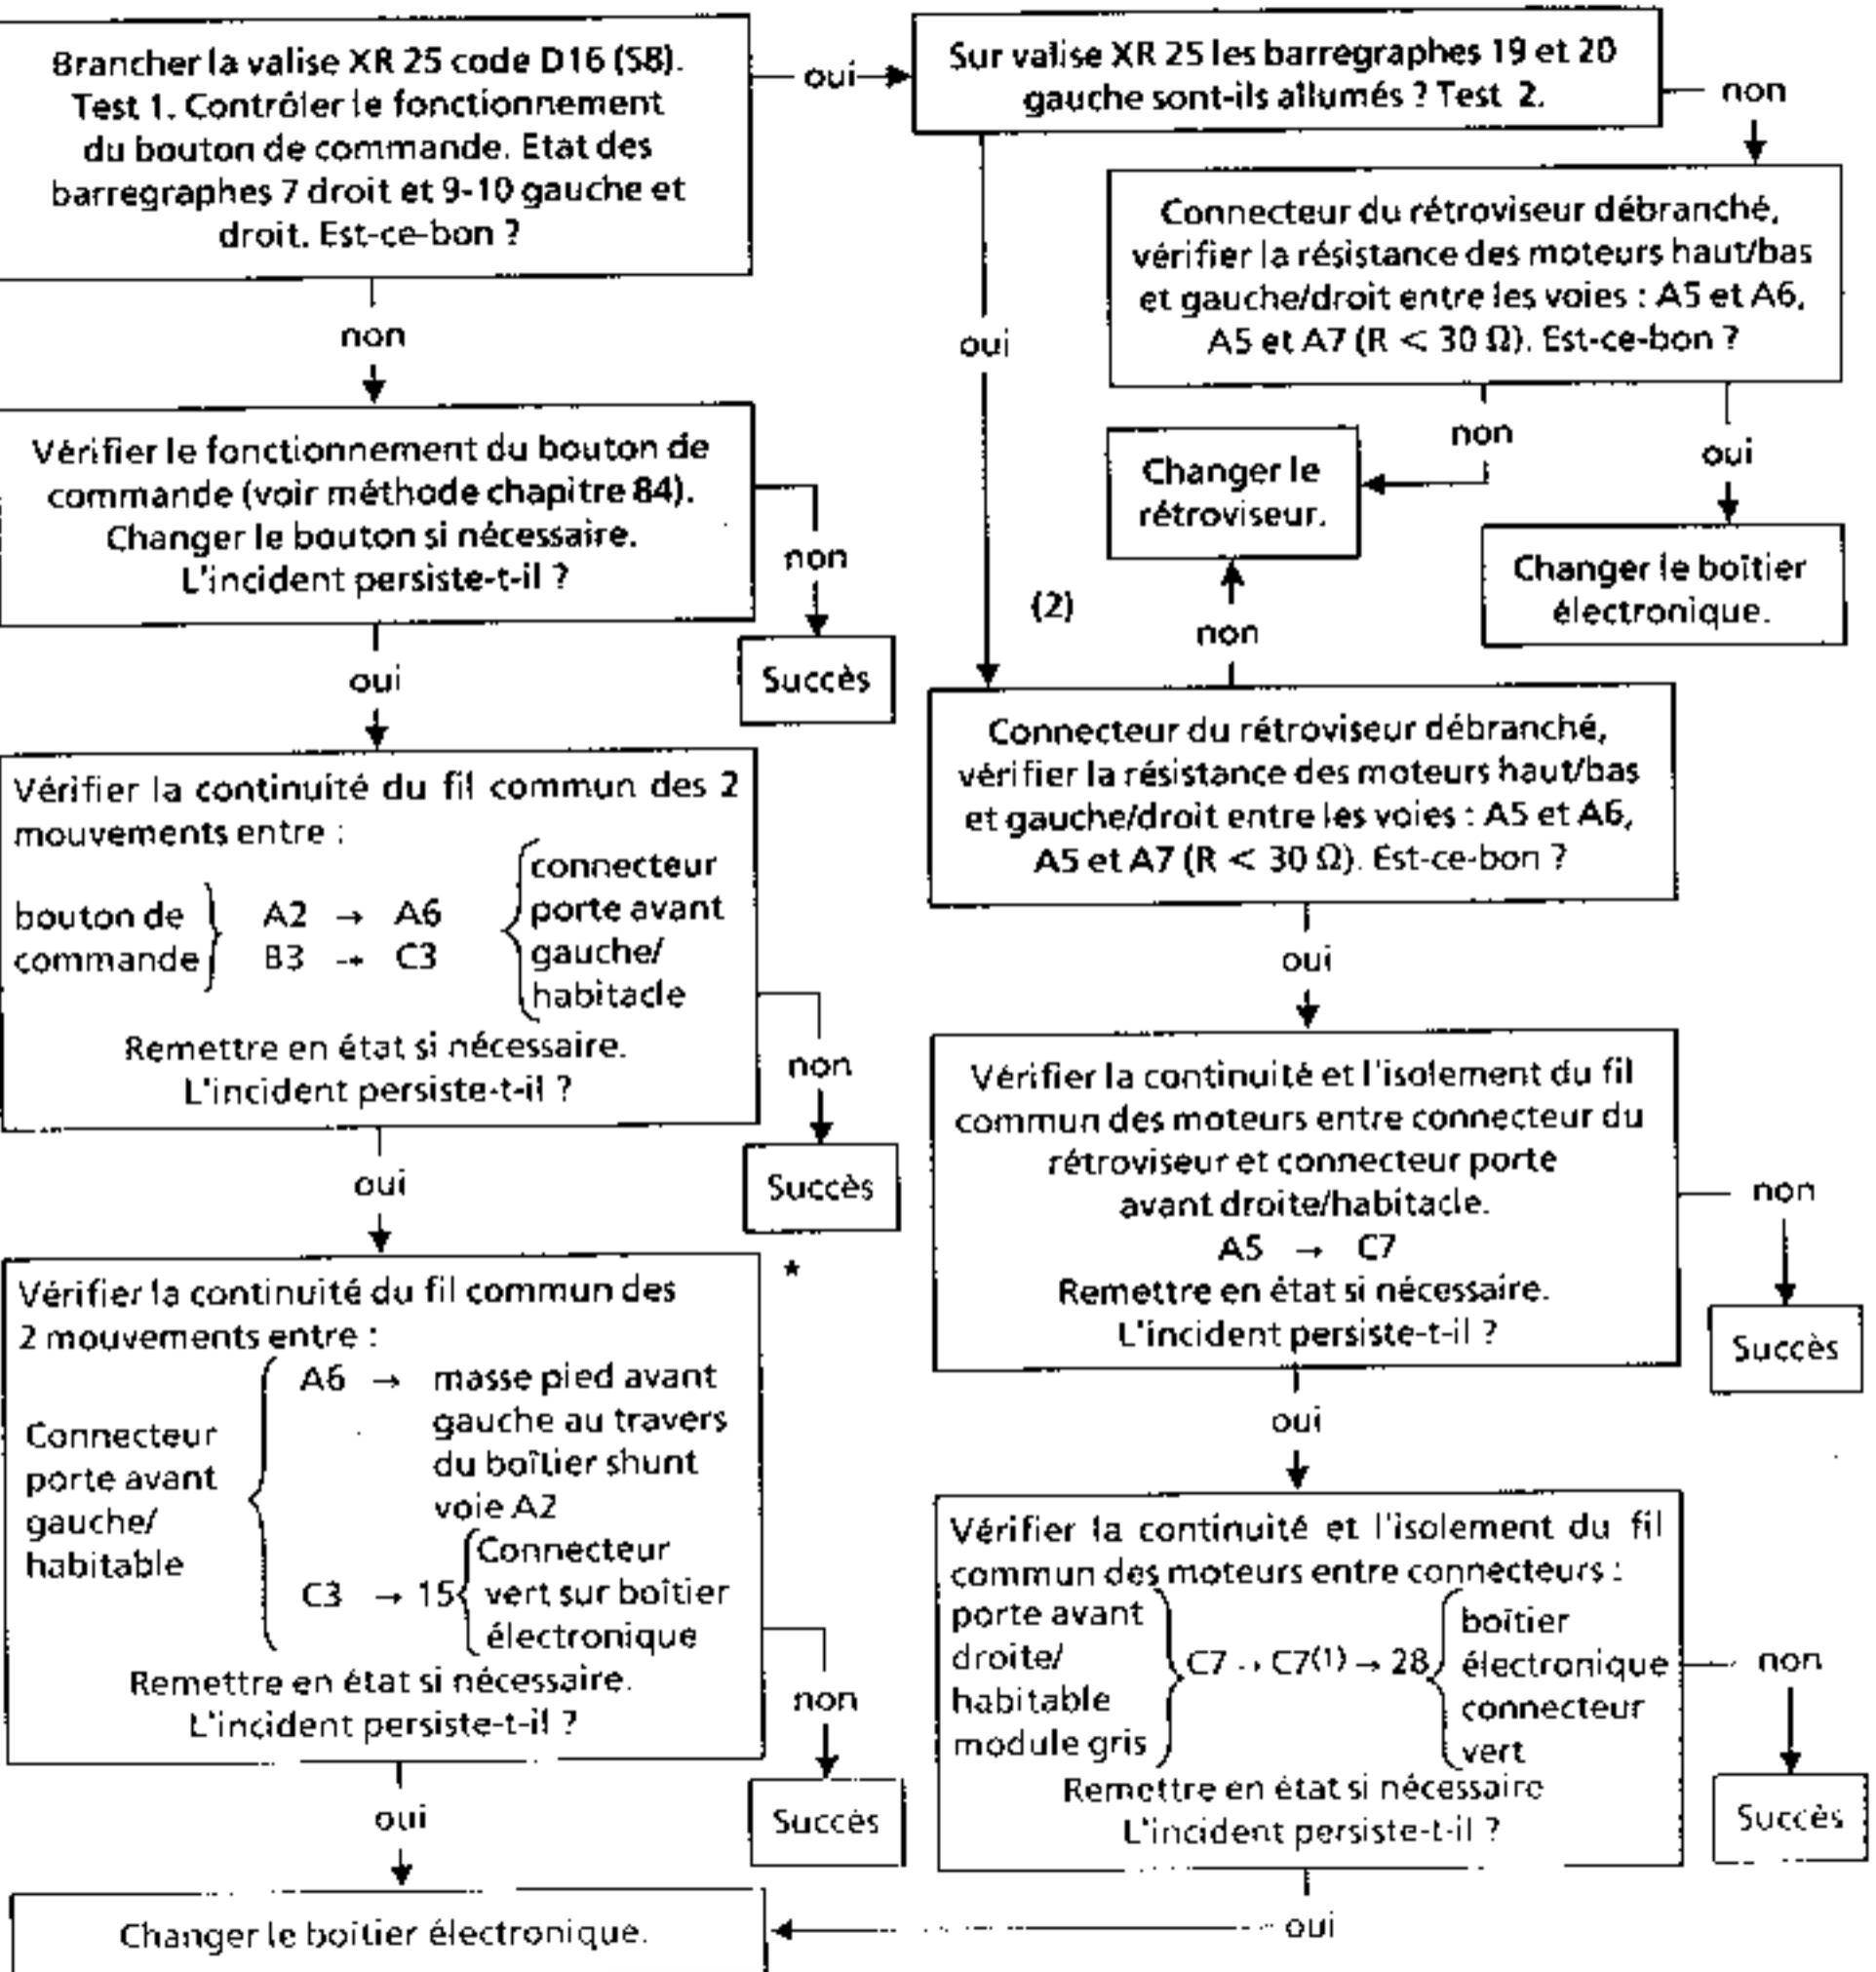 Brancher la valise XR 25 code D16 (S8).
Test 1. Contrôler le fonctionnement
du bouton de commande. Etat des
barregraphes 7 droit et 9-10 gauche et
droit. Est-ce-bon ?
oui
Sur valise XR 25 les barregraphes 19 et 20
gauche sont-ils allumés ? Test 2.
non
Connecteur du rétroviseur débranché,
vérifier la résistance des moteurs haut/bas
et gauche/droit entre les voies : A5 et A6,
A5 et A7 (R < 30 Ω). Est-ce-bon ?
non
oui
Changer le
rétroviseur.
Changer le boîtier
électronique.
non
Vérifier le fonctionnement du bouton de
commande (voir méthode chapitre 84).
Changer le bouton si nécessaire.
L'incident persiste-t-il ?
non
Succès
oui
oui
(2)
non
Connecteur du rétroviseur débranché,
vérifier la résistance des moteurs haut/bas
et gauche/droit entre les voies : A5 et A6,
A5 et A7 (R < 30 Ω). Est-ce-bon ?
Vérifier la continuité du fil commun des 2
mouvements entre :
bouton de
commande
A2 → A6
B3 → C3
connecteur
porte avant
gauche/
habitacle
Remettre en état si nécessaire.
L'incident persiste-t-il ?
non
Succès
*
oui
oui
Vérifier la continuité et l'isolement du fil
commun des moteurs entre connecteur du
rétroviseur et connecteur porte
avant droite/habitacle.
A5 → C7
Remettre en état si nécessaire.
L'incident persiste-t-il ?
non
Succès
Vérifier la continuité du fil commun des
2 mouvements entre :
Connecteur
porte avant
gauche/
habitable
A6 → masse pied avant
gauche au travers
du boîtier shunt
voie A2
C3 → 15
Connecteur
vert sur boîtier
électronique
Remettre en état si nécessaire.
L'incident persiste-t-il ?
non
Succès
oui
oui
Vérifier la continuité et l'isolement du fil
commun des moteurs entre connecteurs :
porte avant
droite/
habitable
module gris
C7 → C7(1) → 28
boîtier
électronique
connecteur
vert
Remettre en état si nécessaire
L'incident persiste-t-il ?
non
Succès
oui
Changer le boîtier électronique.